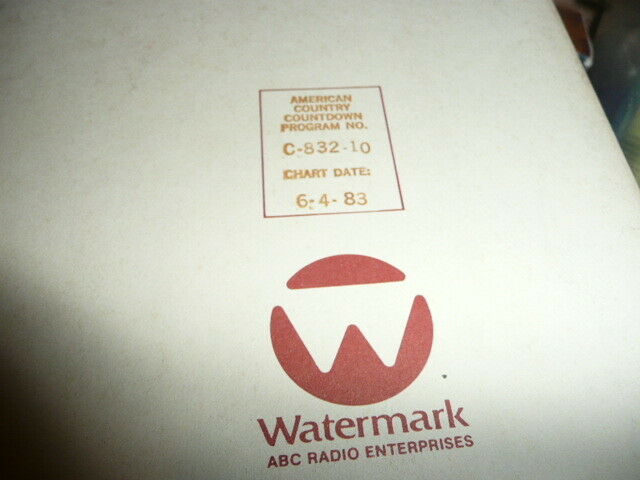 AMERICAN
COUNTRY
COUNTDOWN
PROGRAM NO.
C-832-10
CHART DATE:
6-4-83
Watermark
ABC RADIO ENTERPRISES